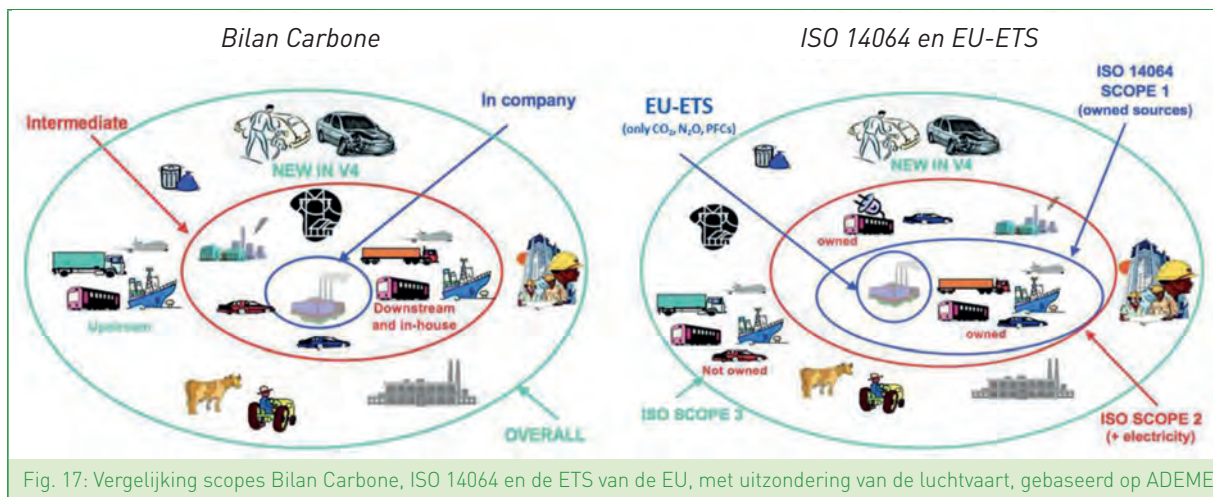 Bilan Carbone
Intermediate
In company
NEW IN V4
Upstream
Downstream
and in-house
OVERALL
ISO 14064 en EU-ETS
EU-ETS
(only CO₂, N₂O, PFCs)
ISO 14064
SCOPE 1
(owned sources)
NEW IN V4
owned
owned
Not owned
ISO SCOPE 3
ISO SCOPE 2
(+ electricity)
Fig. 17: Vergelijking scopes Bilan Carbone, ISO 14064 en de ETS van de EU, met uitzondering van de luchtvaart, gebaseerd op ADEME